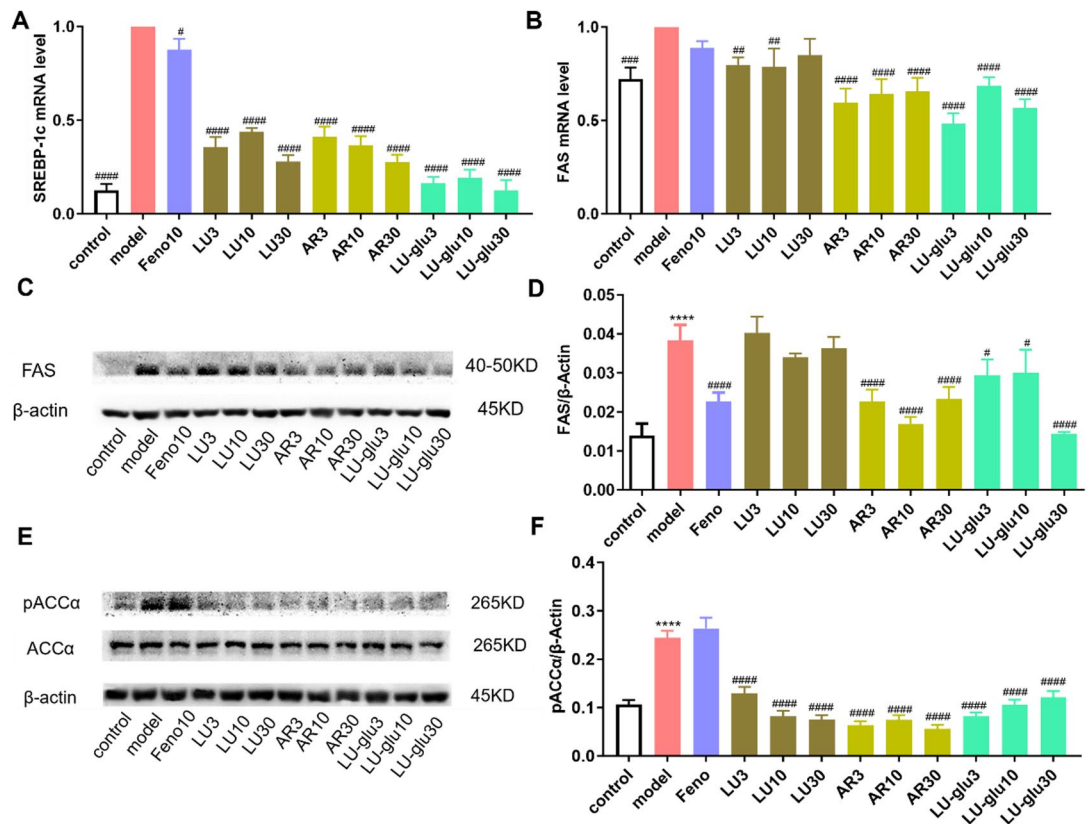 A
SREBP-1c mRNA level
1.0
0.5
0.0
####
#
####
####
####
####
####
####
####
####
####
control
model
Feno10
LU3
LU10
LU30
AR3
AR10
AR30
LU-glu3
LU-glu10
LU-glu30
B
FAS mRNA level
1.0
0.5
0.0
###
##
##
####
####
####
####
####
####
control
model
Feno10
LU3
LU10
LU30
AR3
AR10
AR30
LU-glu3
LU-glu10
LU-glu30
C
FAS
40-50KD
β-actin
45KD
control
model
Feno10
LU3
LU10
LU30
AR3
AR10
AR30
LU-glu3
LU-glu10
LU-glu30
D
FAS/β-Actin
0.05
0.04
0.03
0.02
0.01
0.00
****
####
####
####
####
#
#
####
control
model
Feno
LU3
LU10
LU30
AR3
AR10
AR30
LU-glu3
LU-glu10
LU-glu30
E
pACCα
265KD
ACCα
265KD
β-actin
45KD
control
model
Feno10
LU3
LU10
LU30
AR3
AR10
AR30
LU-glu3
LU-glu10
LU-glu30
F
pACCα/β-Actin
0.4
0.3
0.2
0.1
0.0
****
####
####
####
####
####
####
####
####
####
control
model
Feno
LU3
LU10
LU30
AR3
AR10
AR30
LU-glu3
LU-glu10
LU-glu30